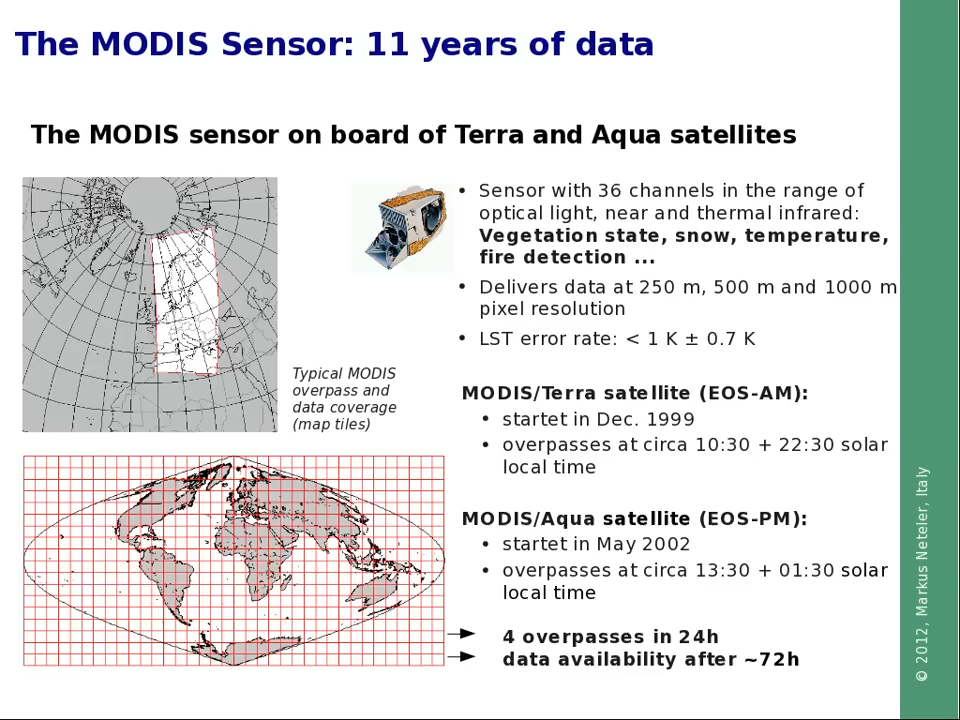 The MODIS Sensor: 11 years of data
The MODIS sensor on board of Terra and Aqua satellites
• Sensor with 36 channels in the range of
optical light, near and thermal infrared:
Vegetation state, snow, temperature,
fire detection ...
• Delivers data at 250 m, 500 m and 1000 m
pixel resolution
• LST error rate: < 1 K ± 0.7 K
Typical MODIS
overpass and
data coverage
(map tiles)
MODIS/Terra satellite (EOS-AM):
• startet in Dec. 1999
• overpasses at circa 10:30 + 22:30 solar
local time
MODIS/Aqua satellite (EOS-PM):
• startet in May 2002
• overpasses at circa 13:30 + 01:30 solar
local time
4 overpasses in 24h
data availability after ~72h
© 2012, Markus Neteler, Italy